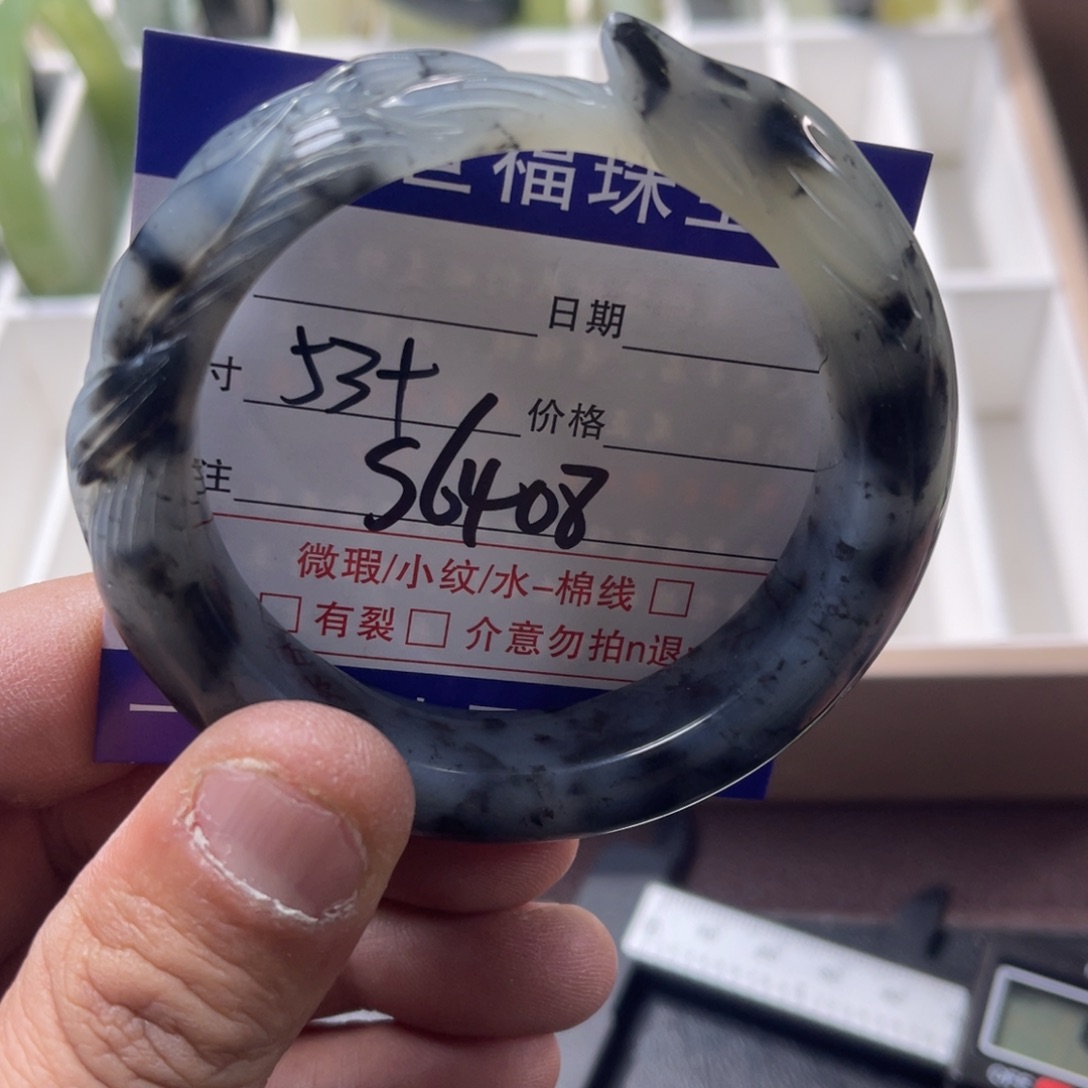 福珠
日期
寸 53+ 价格
注 S6408
微瑕/小纹/水-棉线 □
□ 有裂 □ 介意勿拍n退